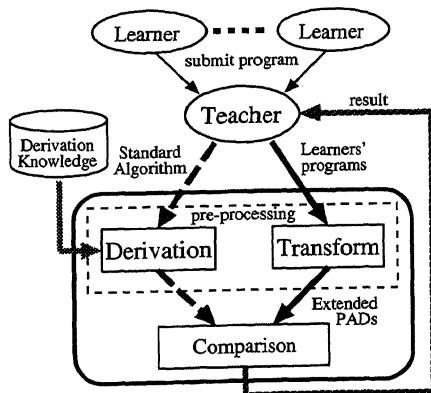 Learner
Learner
submit program
Teacher
result
Derivation
Knowledge
Standard
Algorithm
Learners'
programs
pre-processing
Derivation
Transform
Extended
PADs
Comparison